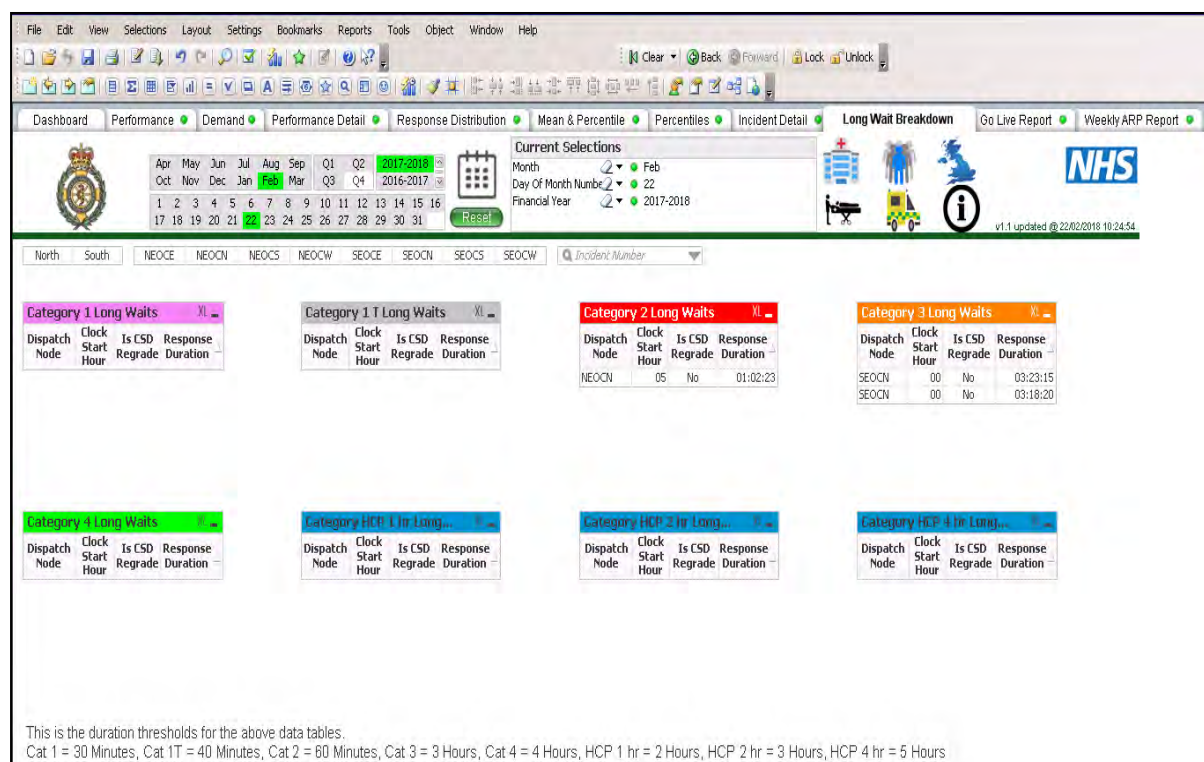 File Edit View Selections Layout Settings Bookmarks Reports Tools Object Window Help
Clear Back Forward Lock Unlock
Dashboard Performance Demand Performance Detail Response Distribution Mean & Percentile Percentiles Incident Detail Long Wait Breakdown Go Live Report Weekly ARP Report
Current Selections
Apr May Jun Jul Aug Sep Q1 Q2 2017-2018
Oct Nov Dec Jan Feb Mar Q3 Q4 2016-2017
1 2 3 4 5 6 7 8 9 10 11 12 13 14 15 16
17 18 19 20 21 22 23 24 25 26 27 28 29 30 31
Reset
Month Feb
Day Of Month Numbe 22
Financial Year 2017-2018
NHS
v1.1 updated @ 22/02/2018 10:24:54
North South NEOCE NEOCN NEOCS NEOCW SEOCE SEOCN SEOCS SEOCW Incident Number
Category 1 Long Waits XL
Dispatch Node Clock Start Hour Is CSD Regrade Response Duration
Category 1 T Long Waits XL
Dispatch Node Clock Start Hour Is CSD Regrade Response Duration
Category 2 Long Waits XL
Dispatch Node Clock Start Hour Is CSD Regrade Response Duration
NEOCN 05 No 01:02:23
Category 3 Long Waits XL
Dispatch Node Clock Start Hour Is CSD Regrade Response Duration
SEOCN 00 No 03:23:15
SEOCN 00 No 03:18:20
Category 4 Long Waits XL
Dispatch Node Clock Start Hour Is CSD Regrade Response Duration
Category HCP 1 hr Long...
Dispatch Node Clock Start Hour Is CSD Regrade Response Duration
Category HCP 2 hr Long...
Dispatch Node Clock Start Hour Is CSD Regrade Response Duration
Category HCP 4 hr Long...
Dispatch Node Clock Start Hour Is CSD Regrade Response Duration
This is the duration thresholds for the above data tables.
Cat 1 = 30 Minutes, Cat 1T = 40 Minutes, Cat 2 = 60 Minutes, Cat 3 = 3 Hours, Cat 4 = 4 Hours, HCP 1 hr = 2 Hours, HCP 2 hr = 3 Hours, HCP 4 hr = 5 Hours